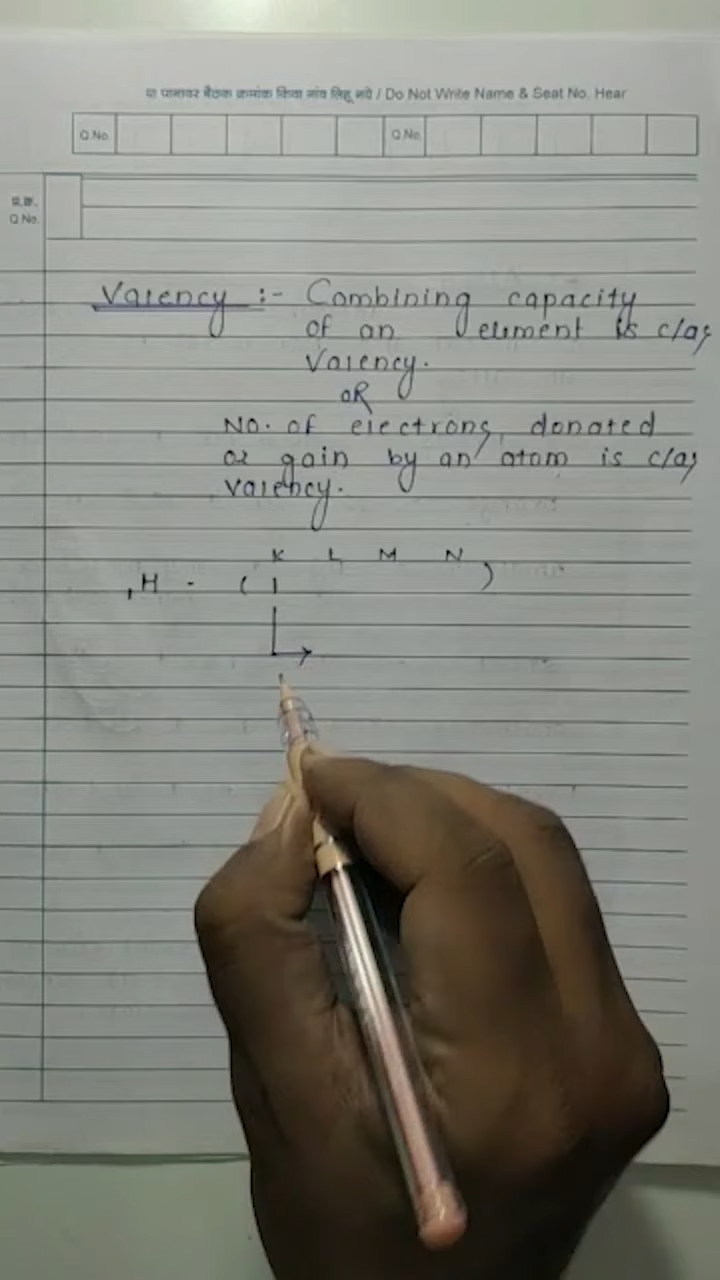 या पानावर बैठक क्रमांक किंवा नांव लिहू नये / Do Not Write Name & Seat No. Hear
Q.No. Q.No.
प्र.क्र.
Q No.
Valency :- Combining capacity
of an element is c/as
Valency.
OR
No. of electrons donated
or gain by an atom is c/as
valency.
K L M N
₁H - ( 1 )